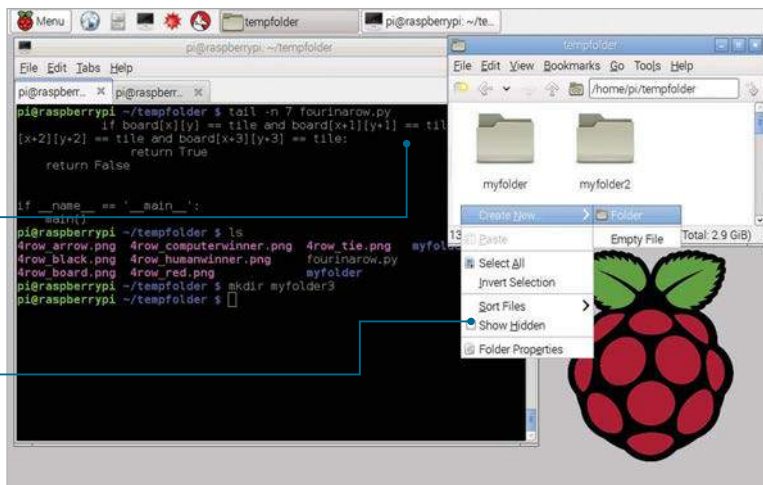 Menu tempfolder pi@raspberrypi: ~/te..
pi@raspberrypi: ~/tempfolder
File Edit Tabs Help
pi@raspberr... pi@raspberr...
pi@raspberrypi ~/tempfolder $ tail -n 7 fourinarow.py
if board[x][y] == tile and board[x+1][y+1] == til
[x+2][y+2] == tile and board[x+3][y+3] == tile:
return True
return False
if __name__ == '__main__':
main()
pi@raspberrypi ~/tempfolder $ ls
4row_arrow.png 4row_computerwinner.png 4row_tie.png myfol
4row_black.png 4row_humanwinner.png fourinarow.py
4row_board.png 4row_red.png myfolder
pi@raspberrypi ~/tempfolder $ mkdir myfolder3
pi@raspberrypi ~/tempfolder $
tempfolder
File Edit View Bookmarks Go Tools Help
/home/pi/tempfolder
myfolder myfolder2
Create New... Folder
Paste Empty File
Select All
Invert Selection
Sort Files
Show Hidden
Folder Properties
13 Total: 2.9 GiB)